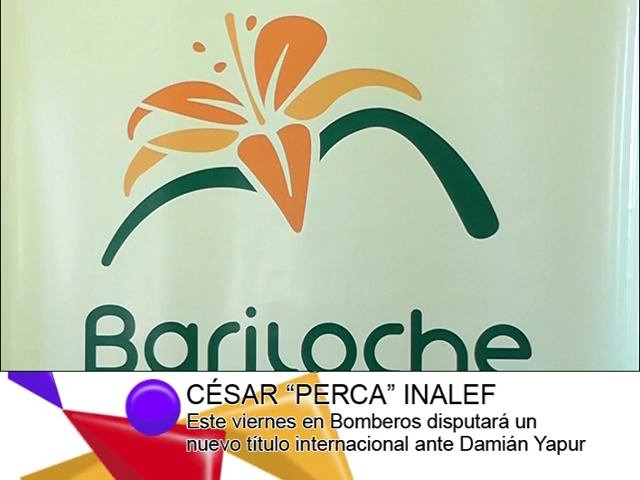 Bariloche
CÉSAR “PERCA” INALEF
Este viernes en Bomberos disputará un
nuevo título internacional ante Damián Yapur